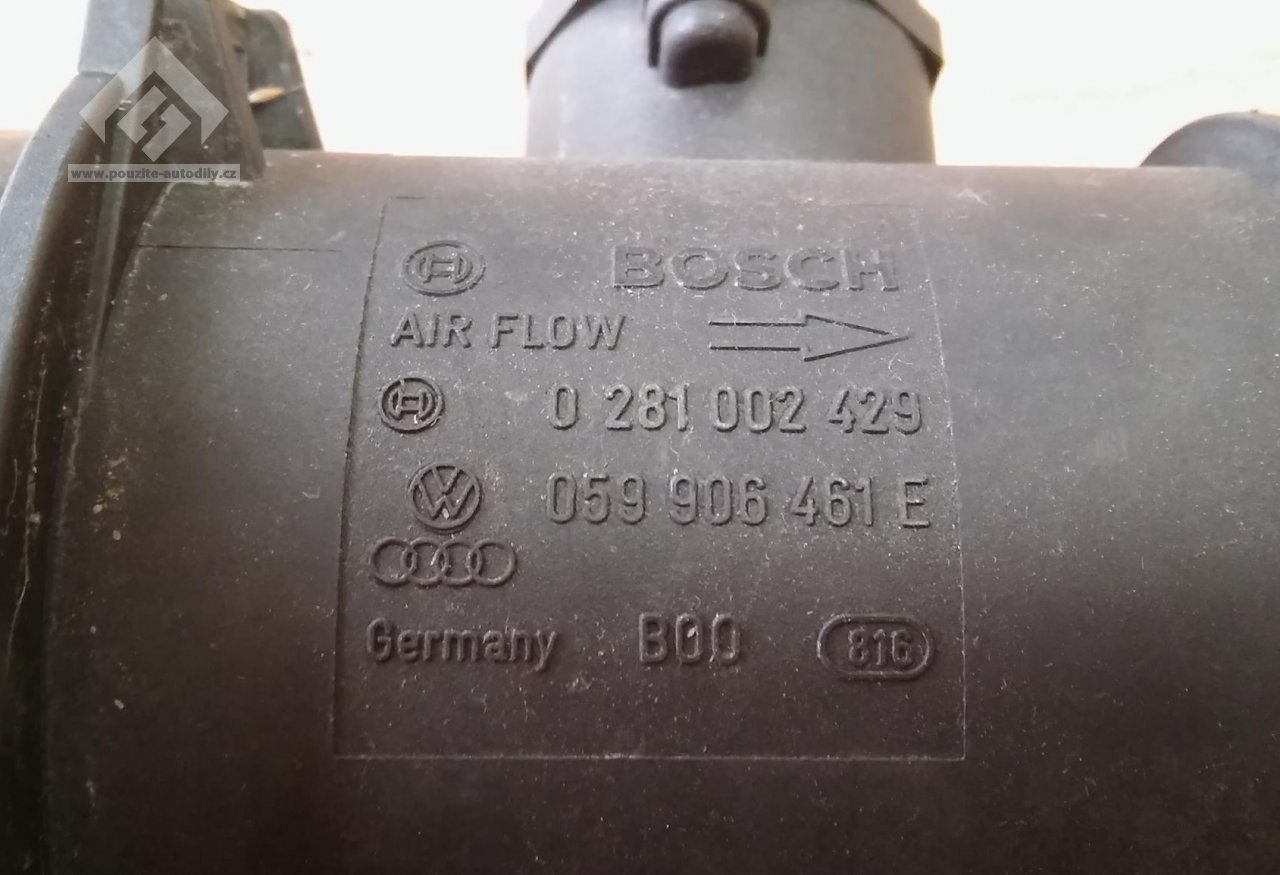 www.pouzite-autodily.cz
BOSCH
AIR FLOW
0 281 002 429
059 906 461 E
Germany B00 816